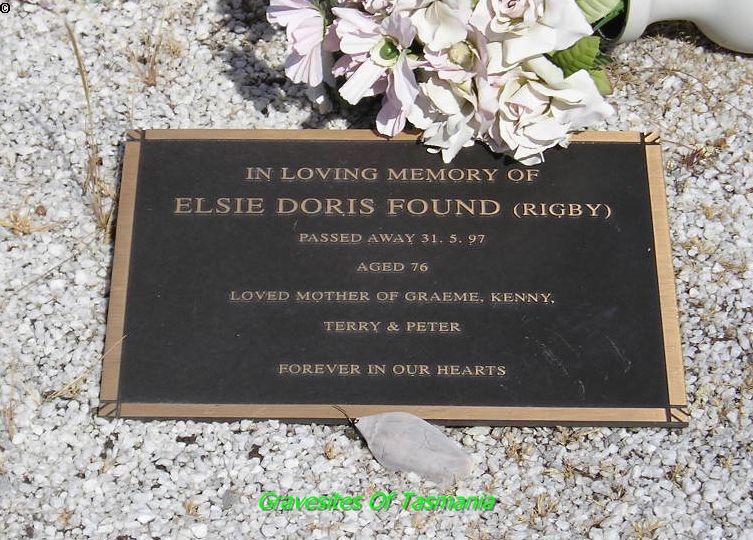 ©
IN LOVING MEMORY OF
ELSIE DORIS FOUND (RIGBY)
PASSED AWAY 31. 5. 97
AGED 76
LOVED MOTHER OF GRAEME, KENNY,
TERRY & PETER
FOREVER IN OUR HEARTS
Gravesites Of Tasmania